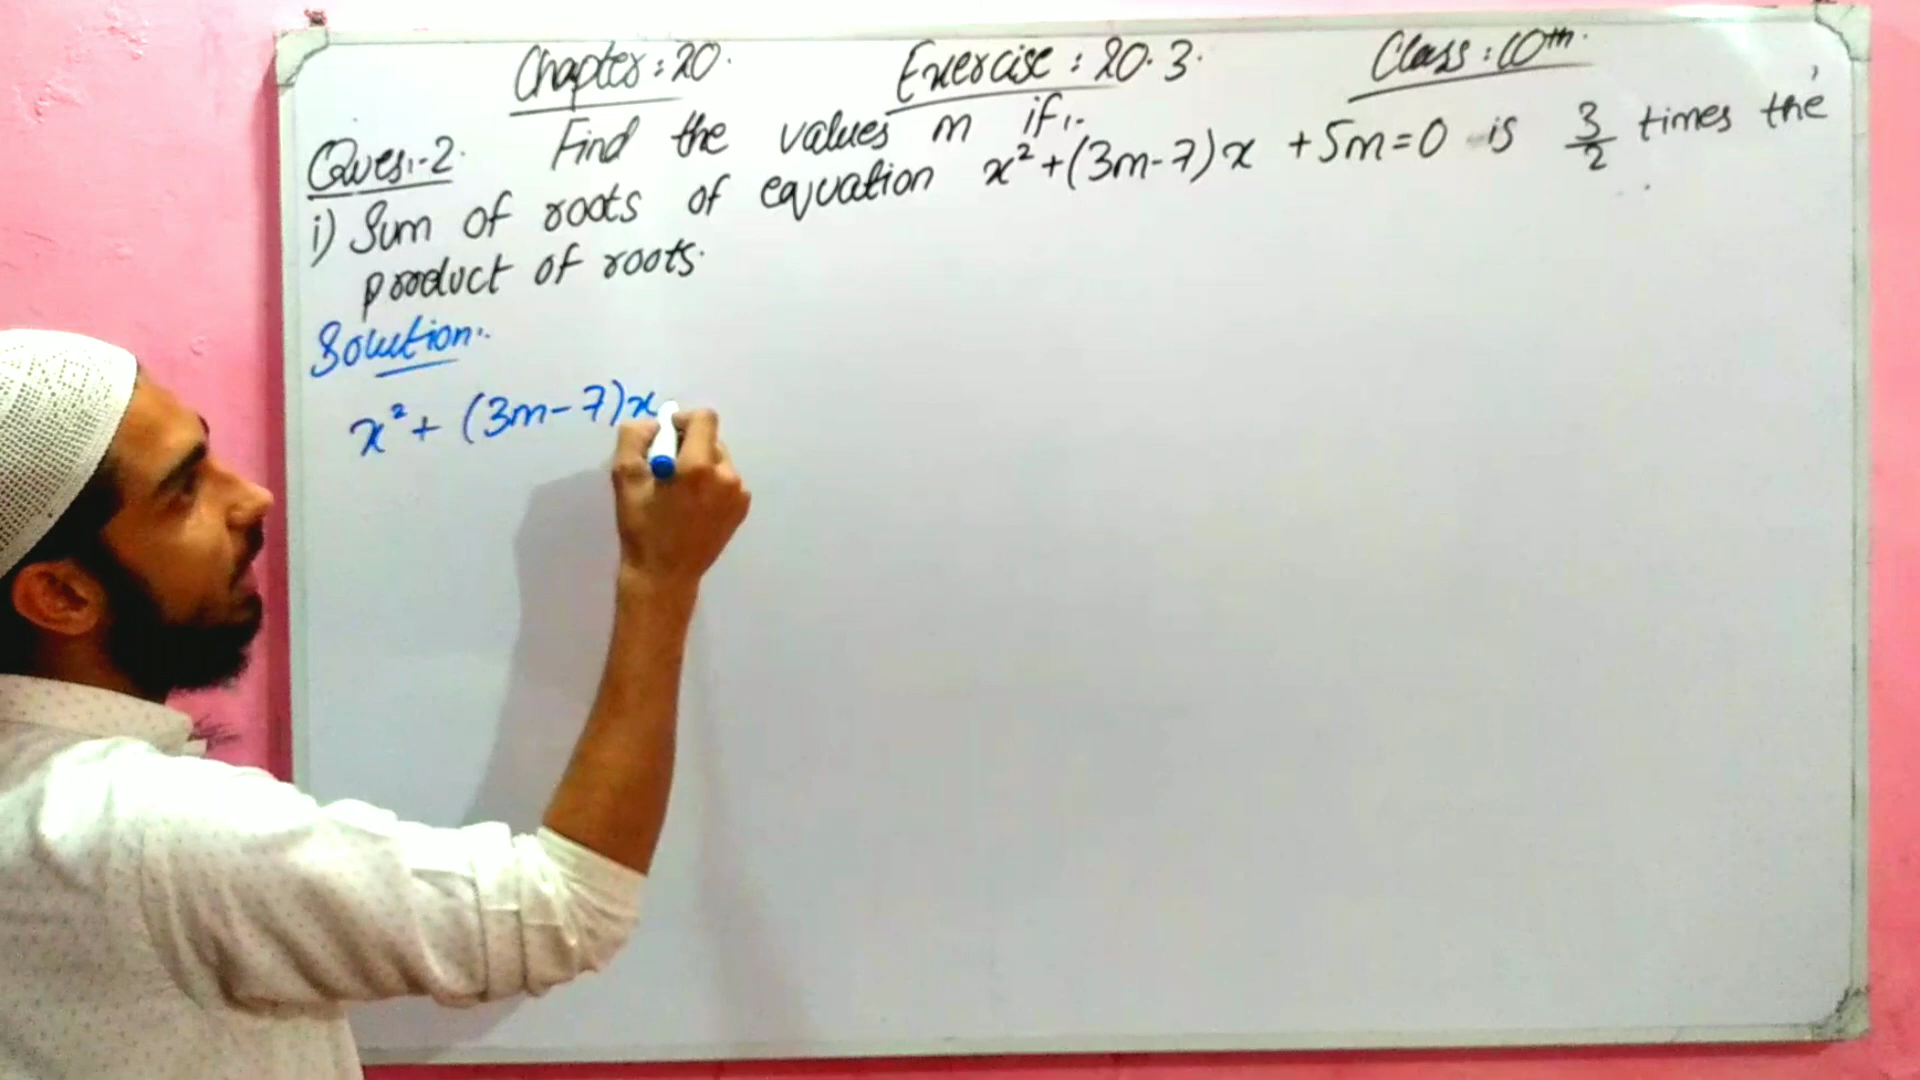 Chapter: 20. Exercise: 20.3. Class: 10th.
Ques:-2. Find the values m if:-
i) Sum of roots of equation x² + (3m-7)x + 5m = 0 is 3/2 times the
product of roots.
Solution:-
x² + (3m-7)x